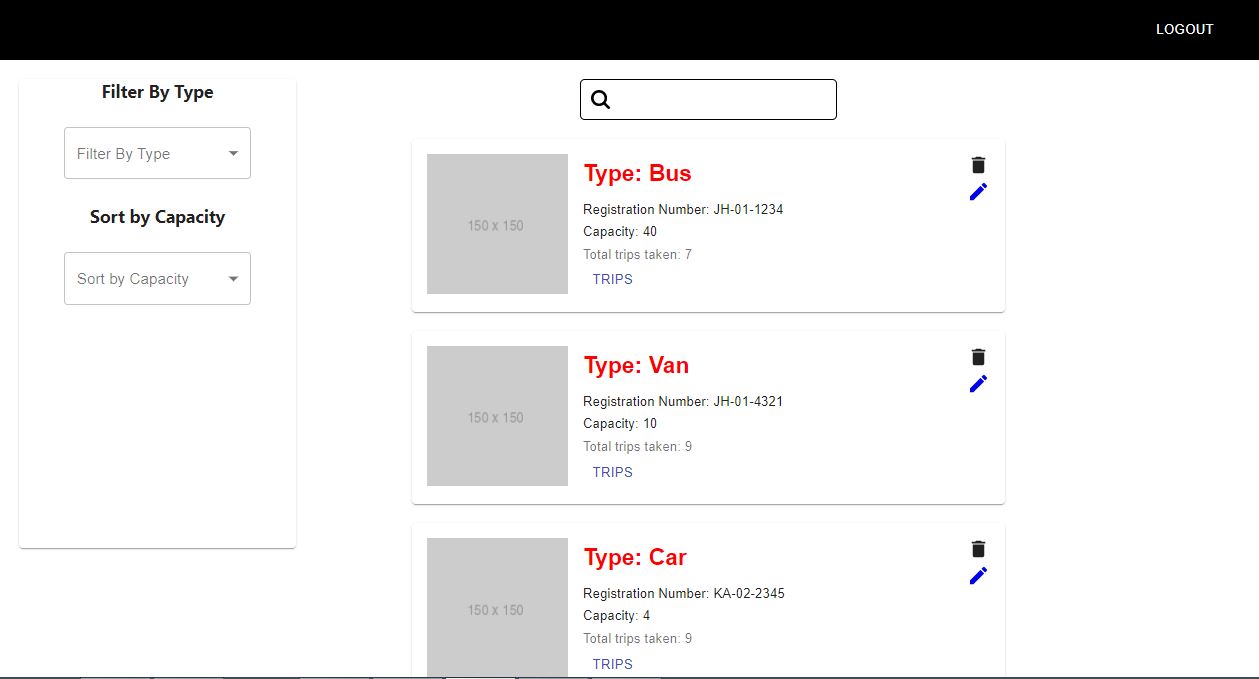 LOGOUT
Filter By Type
Filter By Type
Sort by Capacity
Sort by Capacity
150 x 150
Type: Bus
Registration Number: JH-01-1234
Capacity: 40
Total trips taken: 7
TRIPS
150 x 150
Type: Van
Registration Number: JH-01-4321
Capacity: 10
Total trips taken: 9
TRIPS
150 x 150
Type: Car
Registration Number: KA-02-2345
Capacity: 4
Total trips taken: 9
TRIPS